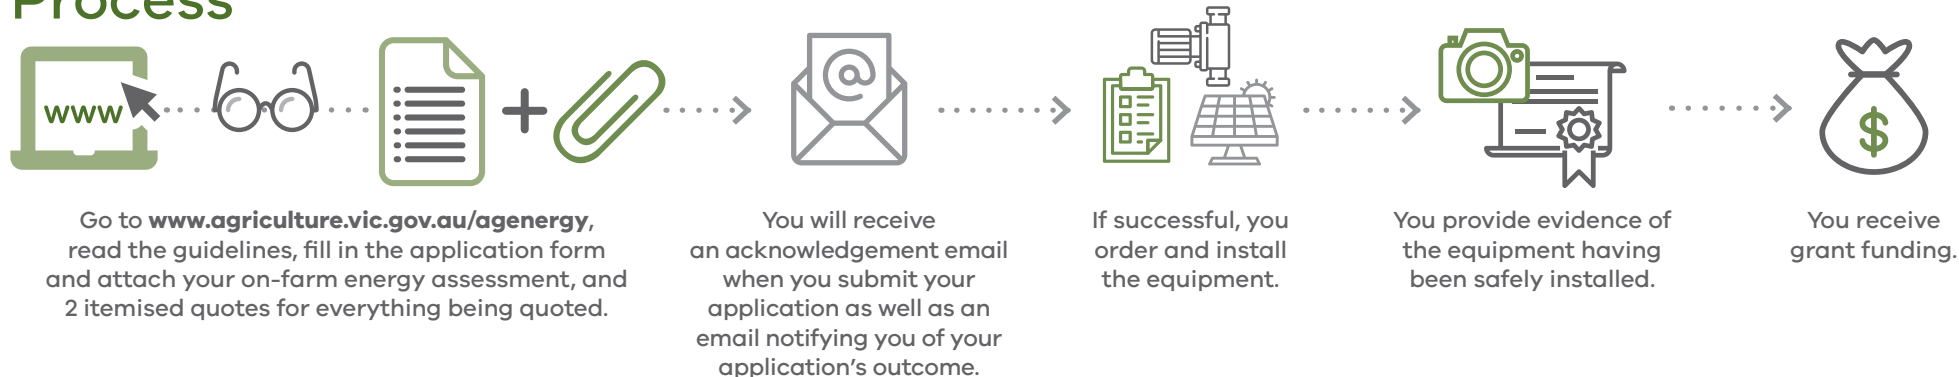 Process
www
@
$
Go to www.agriculture.vic.gov.au/agenergy,
read the guidelines, fill in the application form
and attach your on-farm energy assessment, and
2 itemised quotes for everything being quoted.
You will receive
an acknowledgement email
when you submit your
application as well as an
email notifying you of your
application's outcome.
If successful, you
order and install
the equipment.
You provide evidence of
the equipment having
been safely installed.
You receive
grant funding.